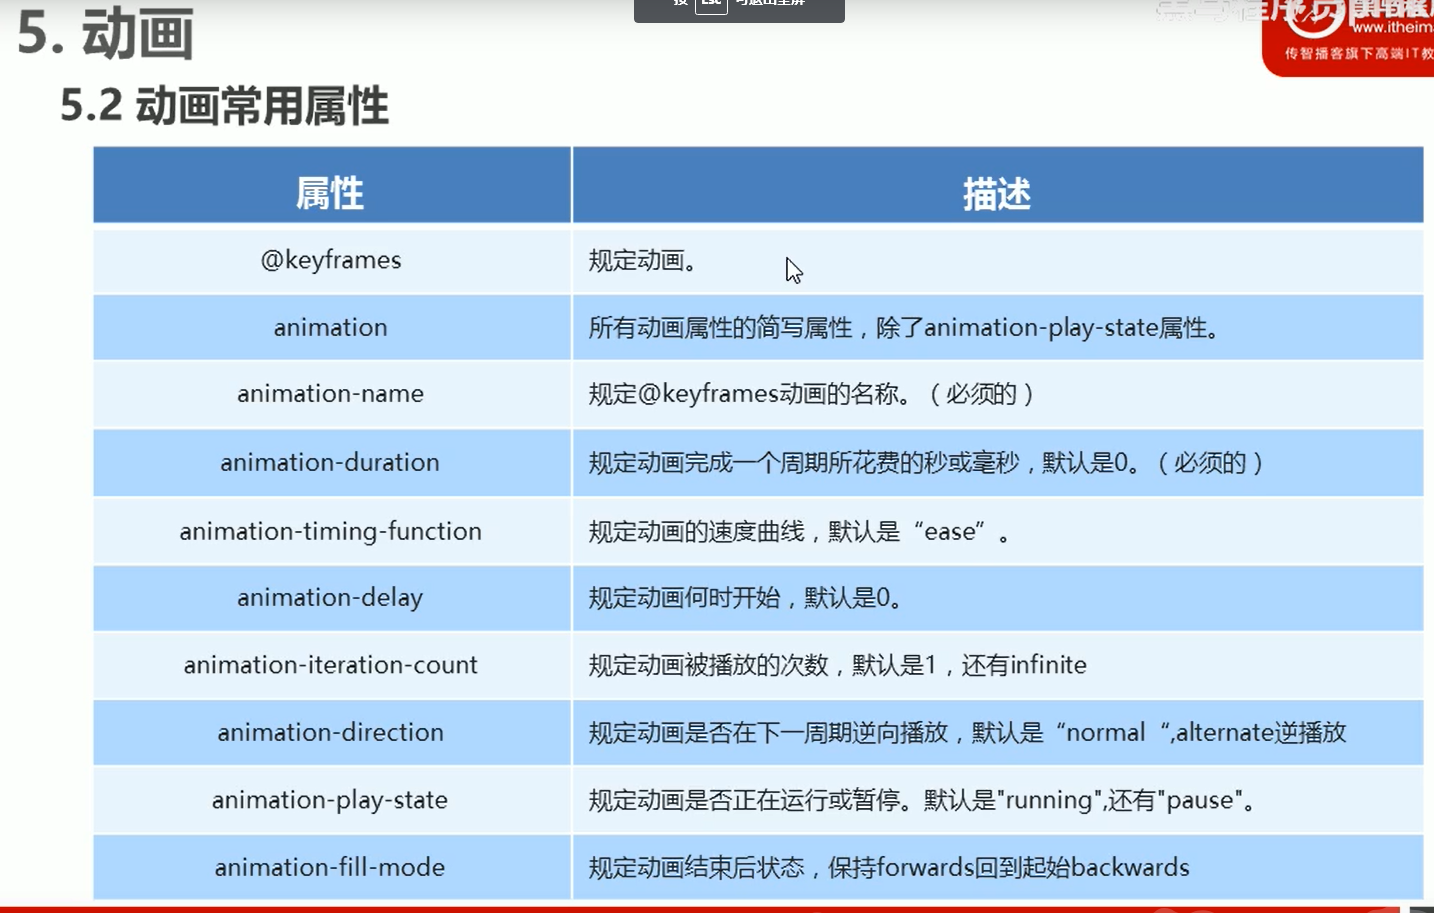 Esc
5. 动画
www.itheim
传智播客旗下高端IT教
5.2 动画常用属性
属性 描述
@keyframes 规定动画。
animation 所有动画属性的简写属性，除了animation-play-state属性。
animation-name 规定@keyframes动画的名称。（必须的）
animation-duration 规定动画完成一个周期所花费的秒或毫秒，默认是0。（必须的）
animation-timing-function 规定动画的速度曲线，默认是“ease”。
animation-delay 规定动画何时开始，默认是0。
animation-iteration-count 规定动画被播放的次数，默认是1，还有infinite
animation-direction 规定动画是否在下一周期逆向播放，默认是“normal “,alternate逆播放
animation-play-state 规定动画是否正在运行或暂停。默认是"running",还有"pause"。
animation-fill-mode 规定动画结束后状态，保持forwards回到起始backwards